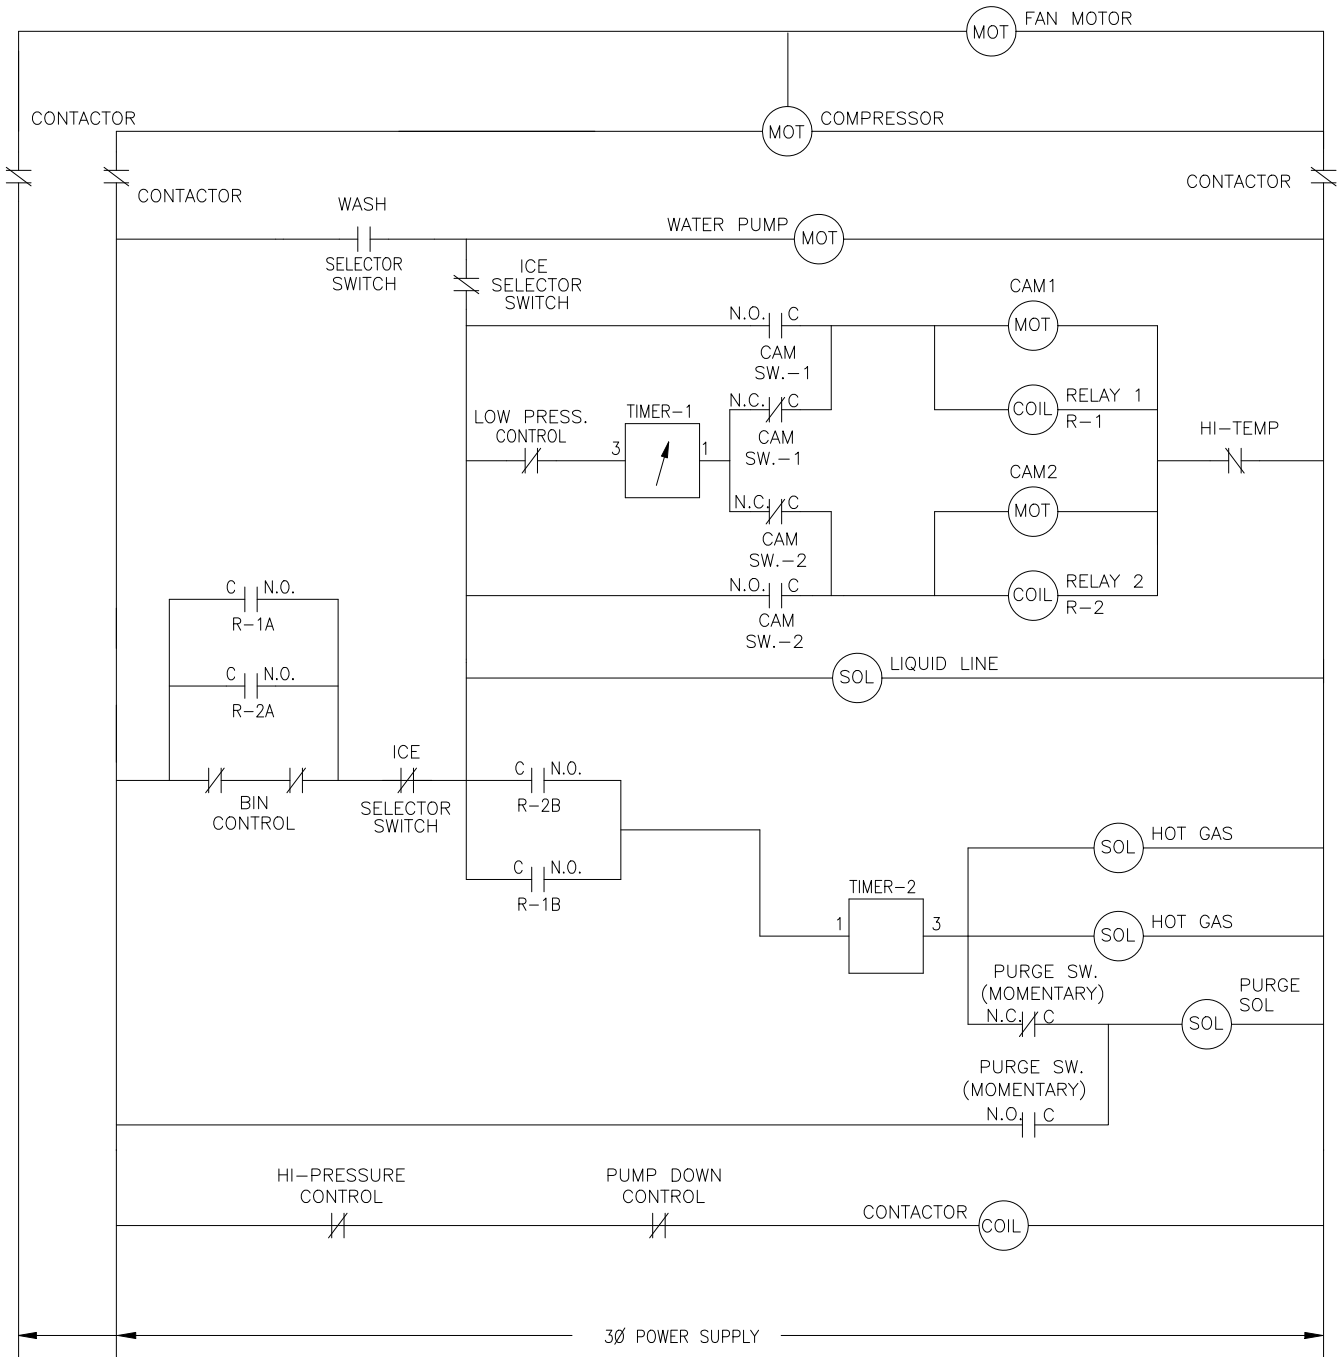 MOT
FAN MOTOR
CONTACTOR
MOT
COMPRESSOR
CONTACTOR
CONTACTOR
WASH
SELECTOR
SWITCH
WATER PUMP
MOT
ICE
SELECTOR
SWITCH
N.O.
C
CAM
SW.-1
CAM1
MOT
N.C.
C
CAM
SW.-1
COIL
RELAY 1
R-1
LOW PRESS.
CONTROL
TIMER-1
3
1
HI-TEMP
N.C.
C
CAM
SW.-2
CAM2
MOT
N.O.
C
CAM
SW.-2
COIL
RELAY 2
R-2
C
N.O.
R-1A
C
N.O.
R-2A
SOL
LIQUID LINE
BIN
CONTROL
ICE
SELECTOR
SWITCH
C
N.O.
R-2B
C
N.O.
R-1B
TIMER-2
1
3
SOL
HOT GAS
SOL
HOT GAS
PURGE SW.
(MOMENTARY)
N.C.
C
SOL
PURGE
SOL
PURGE SW.
(MOMENTARY)
N.O.
C
HI-PRESSURE
CONTROL
PUMP DOWN
CONTROL
CONTACTOR
COIL
3Ø POWER SUPPLY